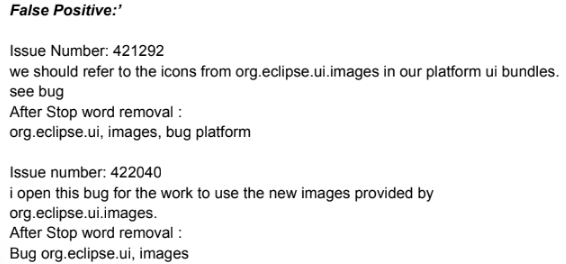 False Positive:’
Issue Number: 421292
we should refer to the icons from org.eclipse.ui.images in our platform ui bundles.
see bug
After Stop word removal :
org.eclipse.ui, images, bug platform
Issue number: 422040
i open this bug for the work to use the new images provided by
org.eclipse.ui.images.
After Stop word removal :
Bug org.eclipse.ui, images